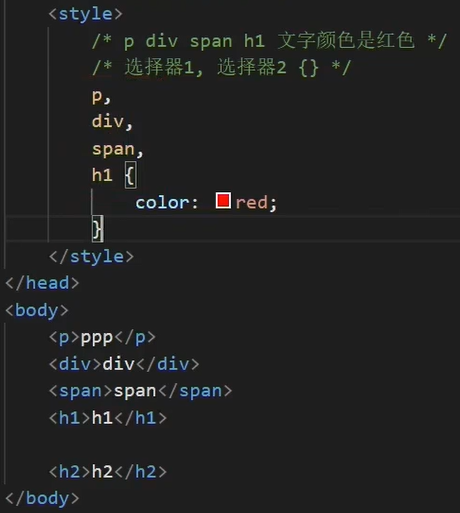 <style>
/* p div span h1 文字颜色是红色 */
/* 选择器1, 选择器2 {} */
p,
div,
span,
h1 {
color: red;
}
</style>
</head>
<body>
<p>ppp</p>
<div>div</div>
<span>span</span>
<h1>h1</h1>
<h2>h2</h2>
</body>